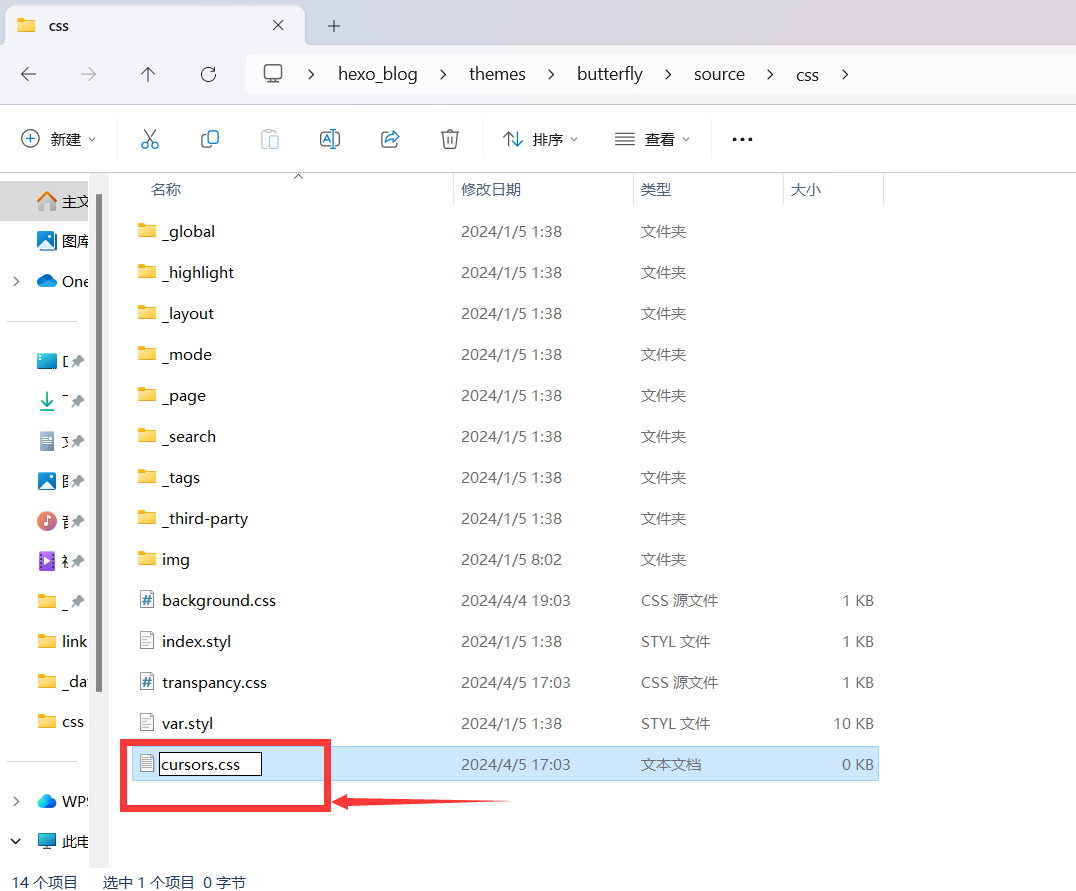 css
hexo_blog > themes > butterfly > source > css >
新建 排序 查看
名称 修改日期 类型 大小
主文
图库
One
link
_da
css
WPS
此电
_global 2024/1/5 1:38 文件夹
_highlight 2024/1/5 1:38 文件夹
_layout 2024/1/5 1:38 文件夹
_mode 2024/1/5 1:38 文件夹
_page 2024/1/5 1:38 文件夹
_search 2024/1/5 1:38 文件夹
_tags 2024/1/5 1:38 文件夹
_third-party 2024/1/5 1:38 文件夹
img 2024/1/5 8:02 文件夹
background.css 2024/4/4 19:03 CSS 源文件 1 KB
index.styl 2024/1/5 1:38 STYL 文件 1 KB
transpancy.css 2024/4/5 17:03 CSS 源文件 1 KB
var.styl 2024/1/5 1:38 STYL 文件 10 KB
cursors.css 2024/4/5 17:03 文本文档 0 KB
14 个项目 选中 1 个项目 0 字节